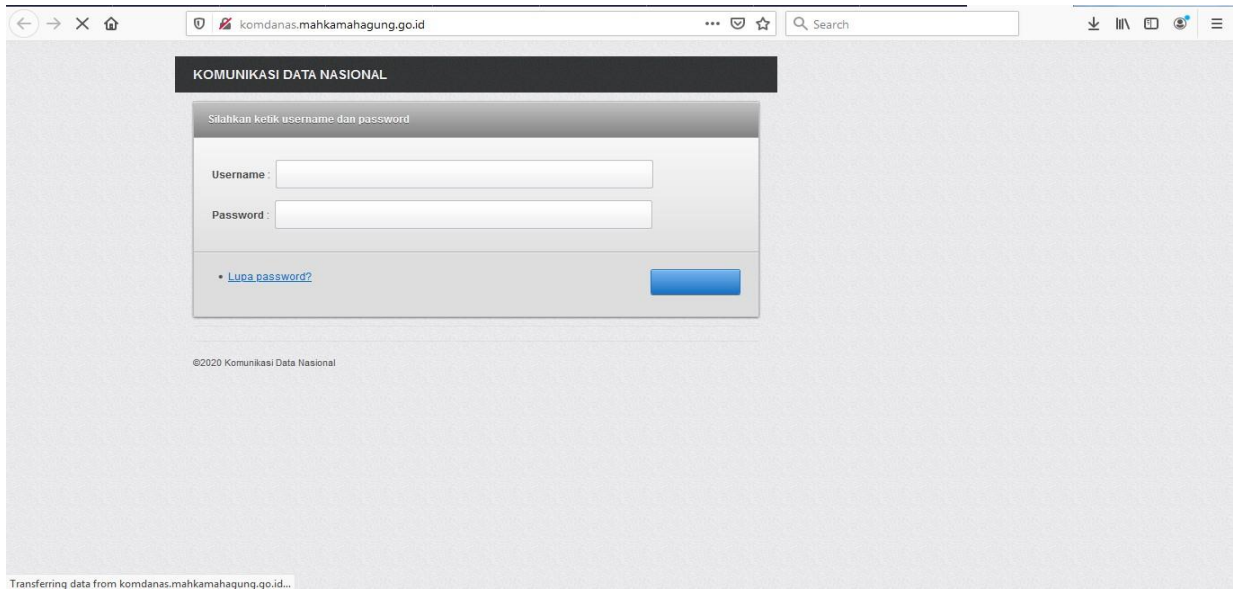 komdanas.mahkamahagung.go.id
Search
KOMUNIKASI DATA NASIONAL
Silahkan ketik username dan password
Username :
Password :
• Lupa password?
©2020 Komunikasi Data Nasional
Transferring data from komdanas.mahkamahagung.go.id...